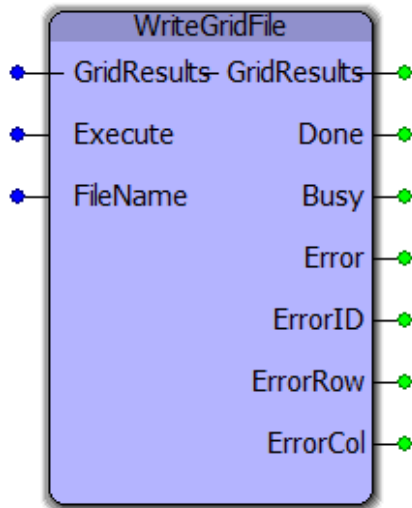 WriteGridFile
GridResults GridResults
Execute Done
FileName Busy
Error
ErrorID
ErrorRow
ErrorCol